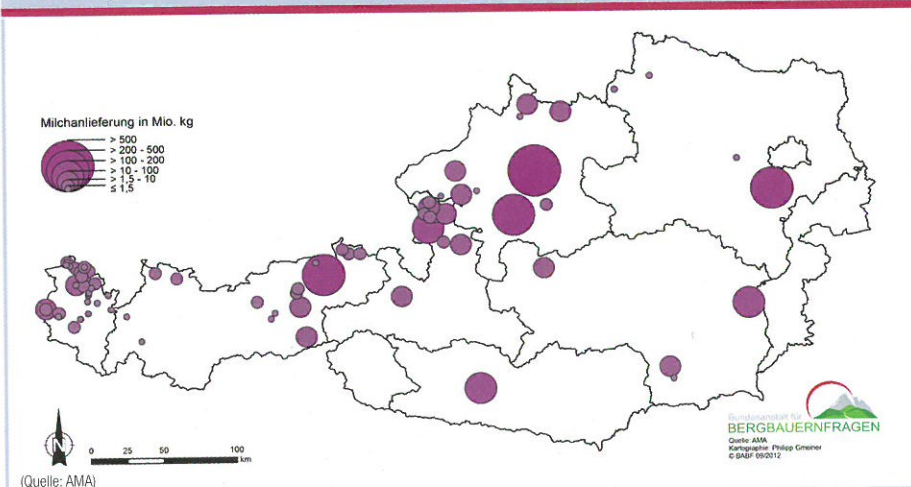 Milchanlieferung in Mio. kg
> 500
> 200 - 500
> 100 - 200
> 10 - 100
> 1,5 - 10
≤ 1,5
N
0 25 50 100
km
Bundesanstalt für
BERGBAUERNFRAGEN
Quelle: AMA
Kartographie: Philipp Gmeiner
© BABF 09/2012
(Quelle: AMA)